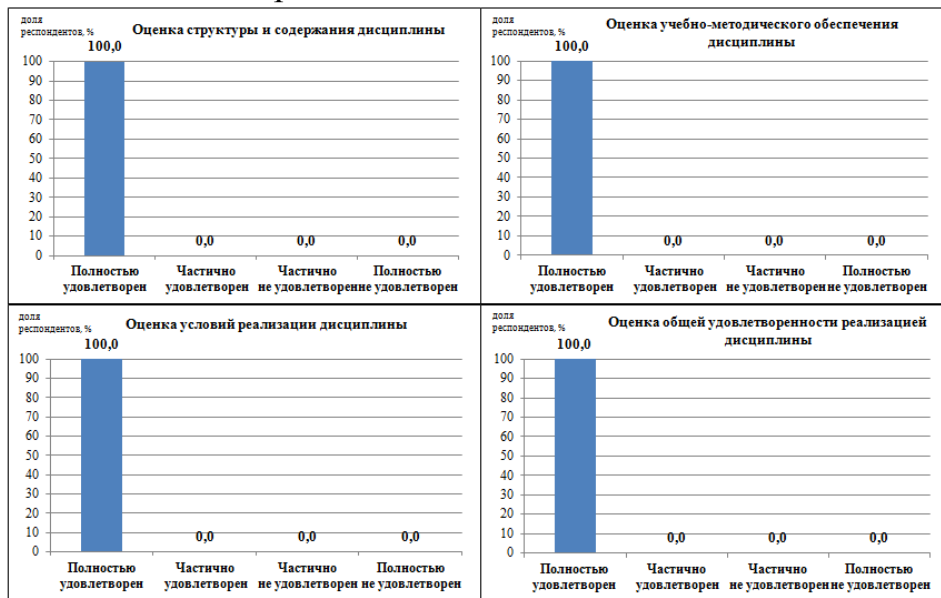 доля
респондентов, %
Оценка структуры и содержания дисциплины
100,0
100
90
80
70
60
50
40
30
20
10
0
0,0
0,0
0,0
Полностью
удовлетворен
Частично
удовлетворен
Частично
не удовлетворен
Полностью
не удовлетворен
доля
респондентов, %
Оценка учебно-методического обеспечения
дисциплины
100,0
100
90
80
70
60
50
40
30
20
10
0
0,0
0,0
0,0
Полностью
удовлетворен
Частично
удовлетворен
Частично
не удовлетворен
Полностью
не удовлетворен
доля
респондентов, %
Оценка условий реализации дисциплины
100,0
100
90
80
70
60
50
40
30
20
10
0
0,0
0,0
0,0
Полностью
удовлетворен
Частично
удовлетворен
Частично
не удовлетворен
Полностью
не удовлетворен
доля
респондентов, %
Оценка общей удовлетворенности реализацией
дисциплины
100,0
100
90
80
70
60
50
40
30
20
10
0
0,0
0,0
0,0
Полностью
удовлетворен
Частично
удовлетворен
Частично
не удовлетворен
Полностью
не удовлетворен